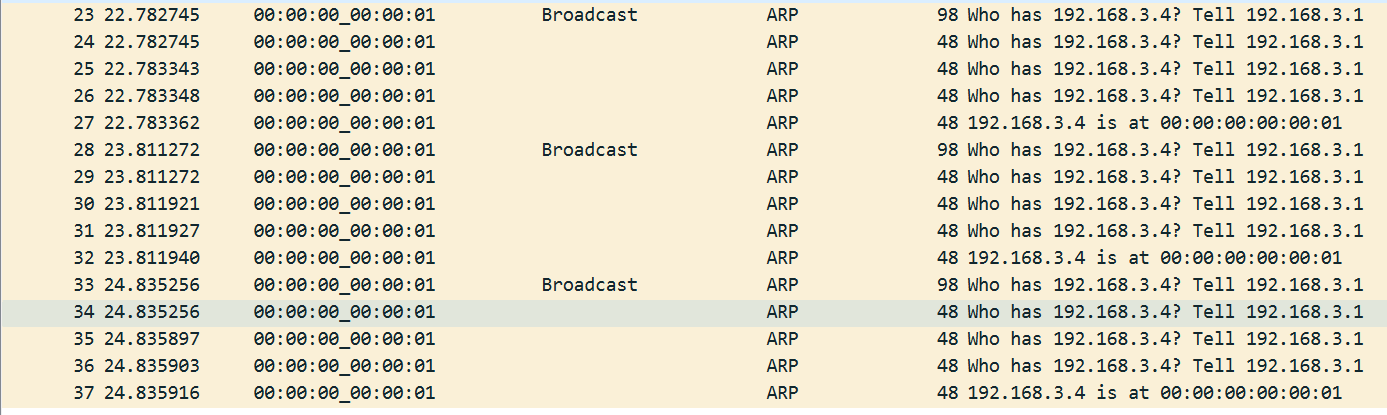 23 22.782745 00:00:00_00:00:01 Broadcast ARP 98 Who has 192.168.3.4? Tell 192.168.3.1
24 22.782745 00:00:00_00:00:01 ARP 48 Who has 192.168.3.4? Tell 192.168.3.1
25 22.783343 00:00:00_00:00:01 ARP 48 Who has 192.168.3.4? Tell 192.168.3.1
26 22.783348 00:00:00_00:00:01 ARP 48 Who has 192.168.3.4? Tell 192.168.3.1
27 22.783362 00:00:00_00:00:01 ARP 48 192.168.3.4 is at 00:00:00:00:00:01
28 23.811272 00:00:00_00:00:01 Broadcast ARP 98 Who has 192.168.3.4? Tell 192.168.3.1
29 23.811272 00:00:00_00:00:01 ARP 48 Who has 192.168.3.4? Tell 192.168.3.1
30 23.811921 00:00:00_00:00:01 ARP 48 Who has 192.168.3.4? Tell 192.168.3.1
31 23.811927 00:00:00_00:00:01 ARP 48 Who has 192.168.3.4? Tell 192.168.3.1
32 23.811940 00:00:00_00:00:01 ARP 48 192.168.3.4 is at 00:00:00:00:00:01
33 24.835256 00:00:00_00:00:01 Broadcast ARP 98 Who has 192.168.3.4? Tell 192.168.3.1
34 24.835256 00:00:00_00:00:01 ARP 48 Who has 192.168.3.4? Tell 192.168.3.1
35 24.835897 00:00:00_00:00:01 ARP 48 Who has 192.168.3.4? Tell 192.168.3.1
36 24.835903 00:00:00_00:00:01 ARP 48 Who has 192.168.3.4? Tell 192.168.3.1
37 24.835916 00:00:00_00:00:01 ARP 48 192.168.3.4 is at 00:00:00:00:00:01